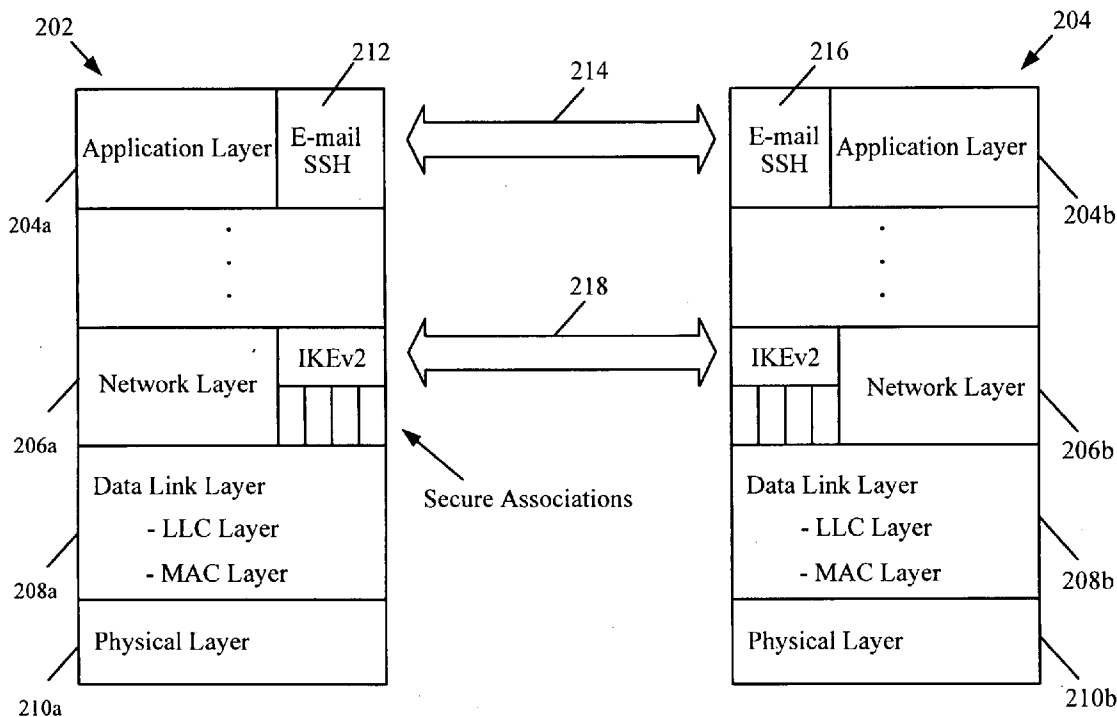 202
204
212
214
216
Application Layer
E-mail
SSH
E-mail
SSH
Application Layer
204a
204b
218
Network Layer
IKEv2
IKEv2
Network Layer
206a
206b
Secure Associations
Data Link Layer
- LLC Layer
- MAC Layer
Data Link Layer
- LLC Layer
- MAC Layer
208a
208b
Physical Layer
Physical Layer
210a
210b